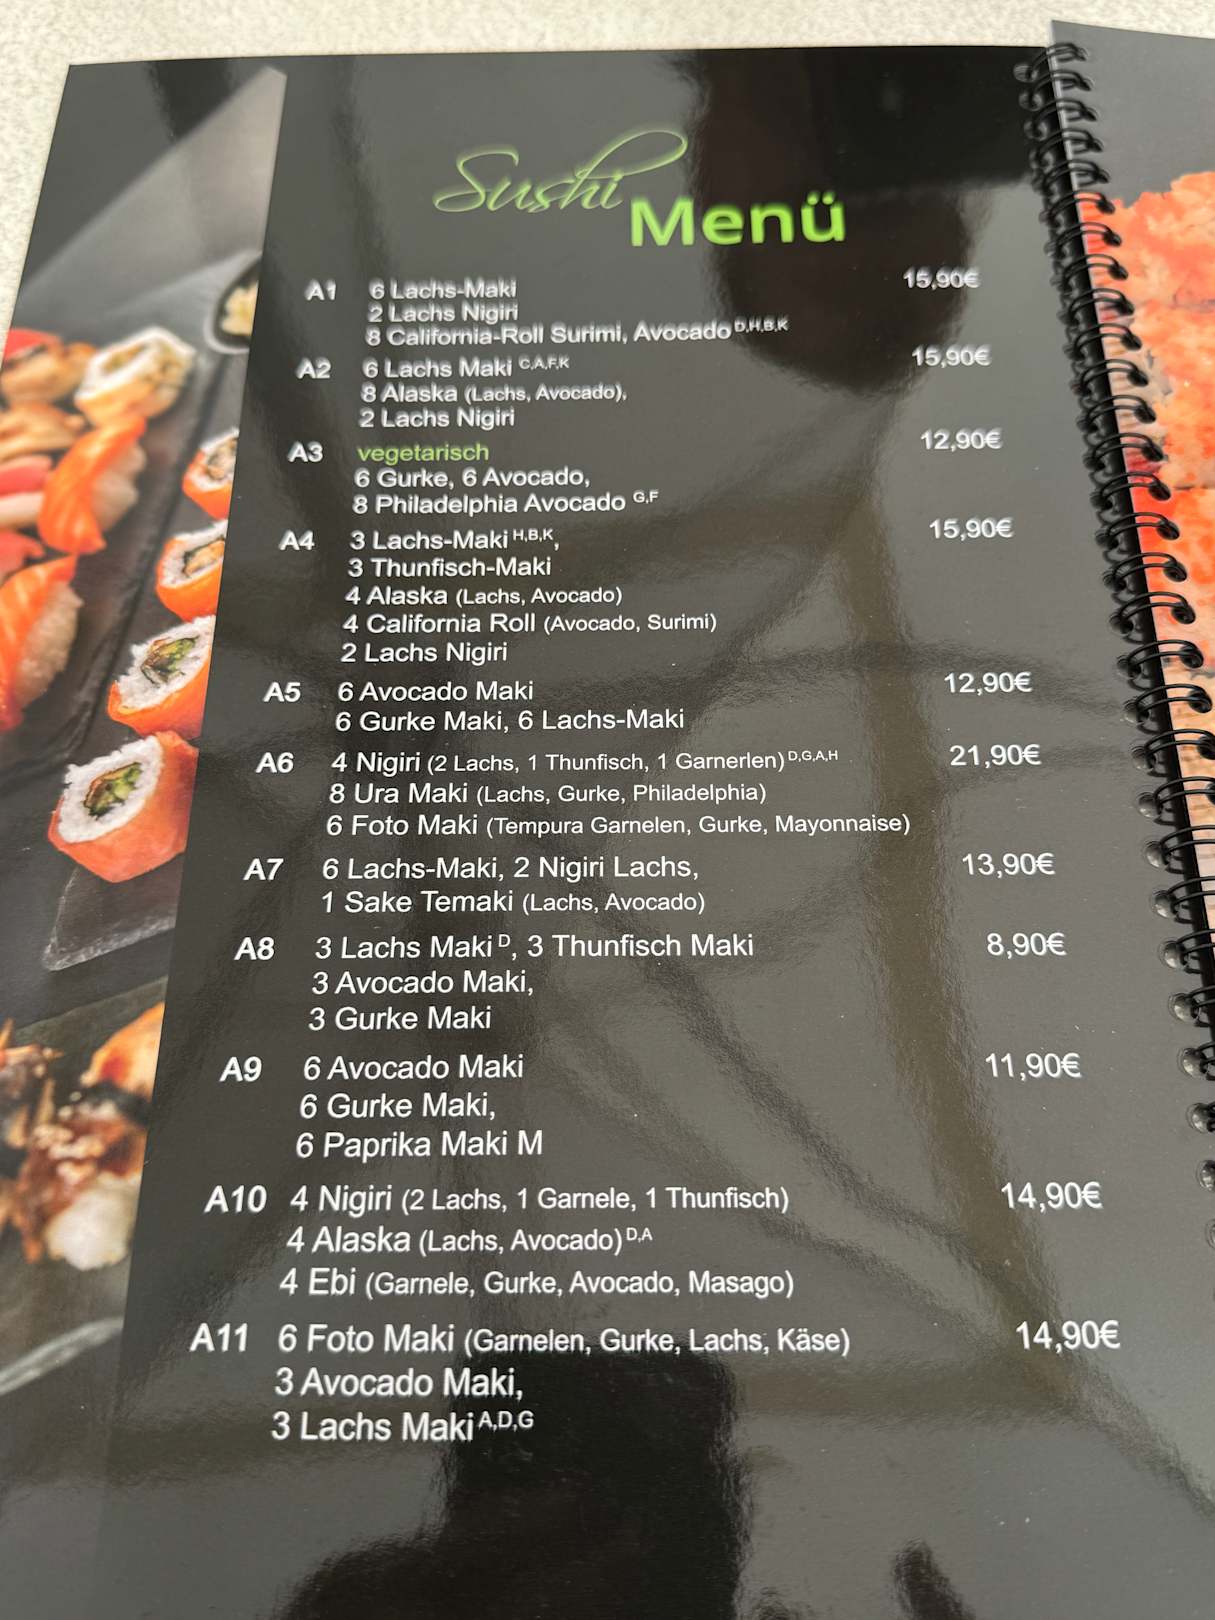 Sushi Menü
A1 6 Lachs-Maki 15,90€
2 Lachs Nigiri
8 California-Roll Surimi, Avocado D,H,B,K
A2 6 Lachs Maki C,A,F,K 15,90€
8 Alaska (Lachs, Avocado),
2 Lachs Nigiri
A3 vegetarisch 12,90€
6 Gurke, 6 Avocado,
8 Philadelphia Avocado G,F
A4 3 Lachs-Maki H,B,K, 15,90€
3 Thunfisch-Maki
4 Alaska (Lachs, Avocado)
4 California Roll (Avocado, Surimi)
2 Lachs Nigiri
A5 6 Avocado Maki 12,90€
6 Gurke Maki, 6 Lachs-Maki
A6 4 Nigiri (2 Lachs, 1 Thunfisch, 1 Garnerlen) D,G,A,H 21,90€
8 Ura Maki (Lachs, Gurke, Philadelphia)
6 Foto Maki (Tempura Garnelen, Gurke, Mayonnaise)
A7 6 Lachs-Maki, 2 Nigiri Lachs, 13,90€
1 Sake Temaki (Lachs, Avocado)
A8 3 Lachs Maki D, 3 Thunfisch Maki 8,90€
3 Avocado Maki,
3 Gurke Maki
A9 6 Avocado Maki 11,90€
6 Gurke Maki,
6 Paprika Maki M
A10 4 Nigiri (2 Lachs, 1 Garnele, 1 Thunfisch) 14,90€
4 Alaska (Lachs, Avocado) D,A
4 Ebi (Garnele, Gurke, Avocado, Masago)
A11 6 Foto Maki (Garnelen, Gurke, Lachs, Käse) 14,90€
3 Avocado Maki,
3 Lachs Maki A,D,G